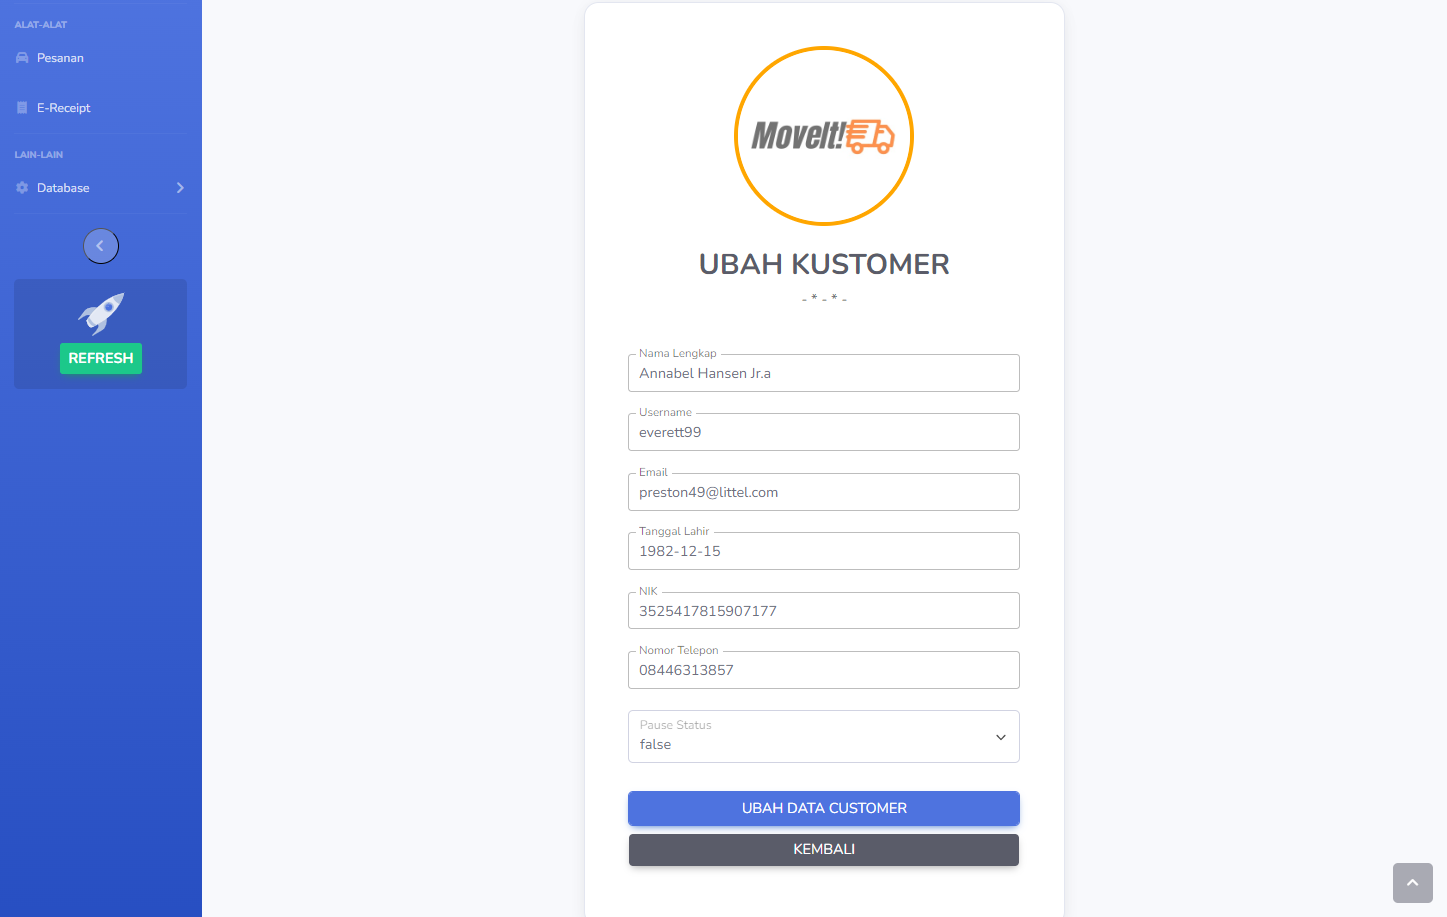 ALAT-ALAT
Pesanan
E-Receipt
LAIN-LAIN
Database
REFRESH
MoveIt!
UBAH KUSTOMER
- * - * -
Nama Lengkap
Annabel Hansen Jr.a
Username
everett99
Email
preston49@littel.com
Tanggal Lahir
1982-12-15
NIK
3525417815907177
Nomor Telepon
08446313857
Pause Status
false
UBAH DATA CUSTOMER
KEMBALI